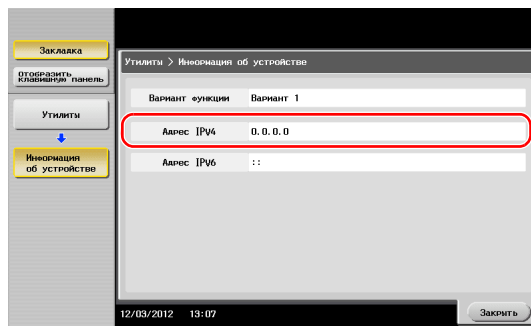 Закладка
Утилиты > Информация об устройстве
Отобразить
клавишную панель
Вариант функции Вариант 1
Утилиты
Адрес IPv4 0.0.0.0
Информация
об устройстве
Адрес IPv6 ::
12/03/2012 13:07
Закрыть